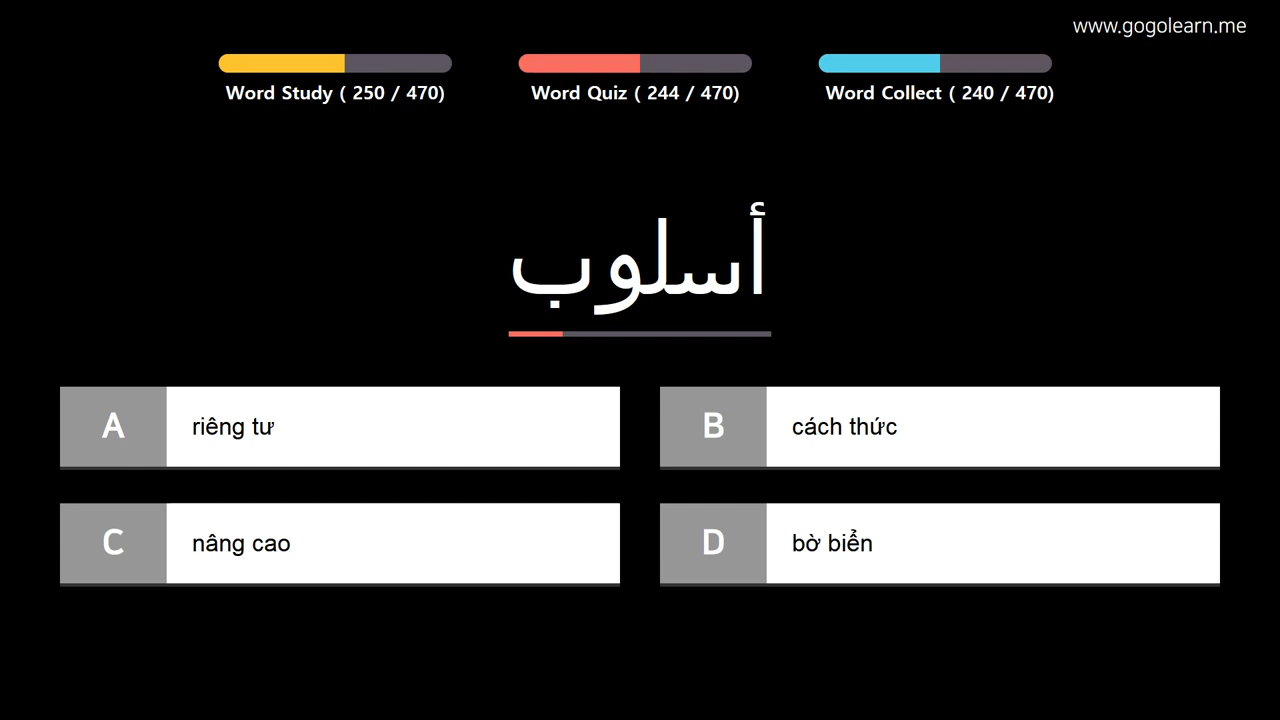 www.gogolearn.me
Word Study ( 250 / 470)
Word Quiz ( 244 / 470)
Word Collect ( 240 / 470)
أسلوب
A riêng tư
B cách thức
C nâng cao
D bờ biển